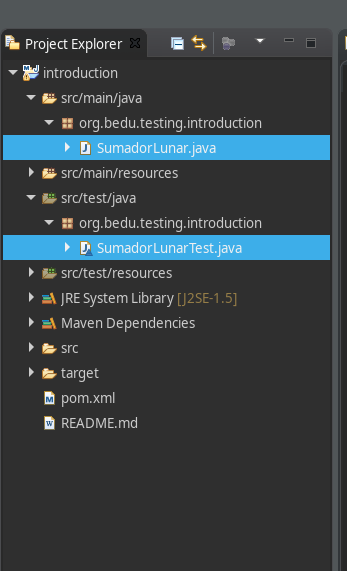 Project Explorer
introduction
src/main/java
org.bedu.testing.introduction
SumadorLunar.java
src/main/resources
src/test/java
org.bedu.testing.introduction
SumadorLunarTest.java
src/test/resources
JRE System Library [J2SE-1.5]
Maven Dependencies
src
target
pom.xml
README.md